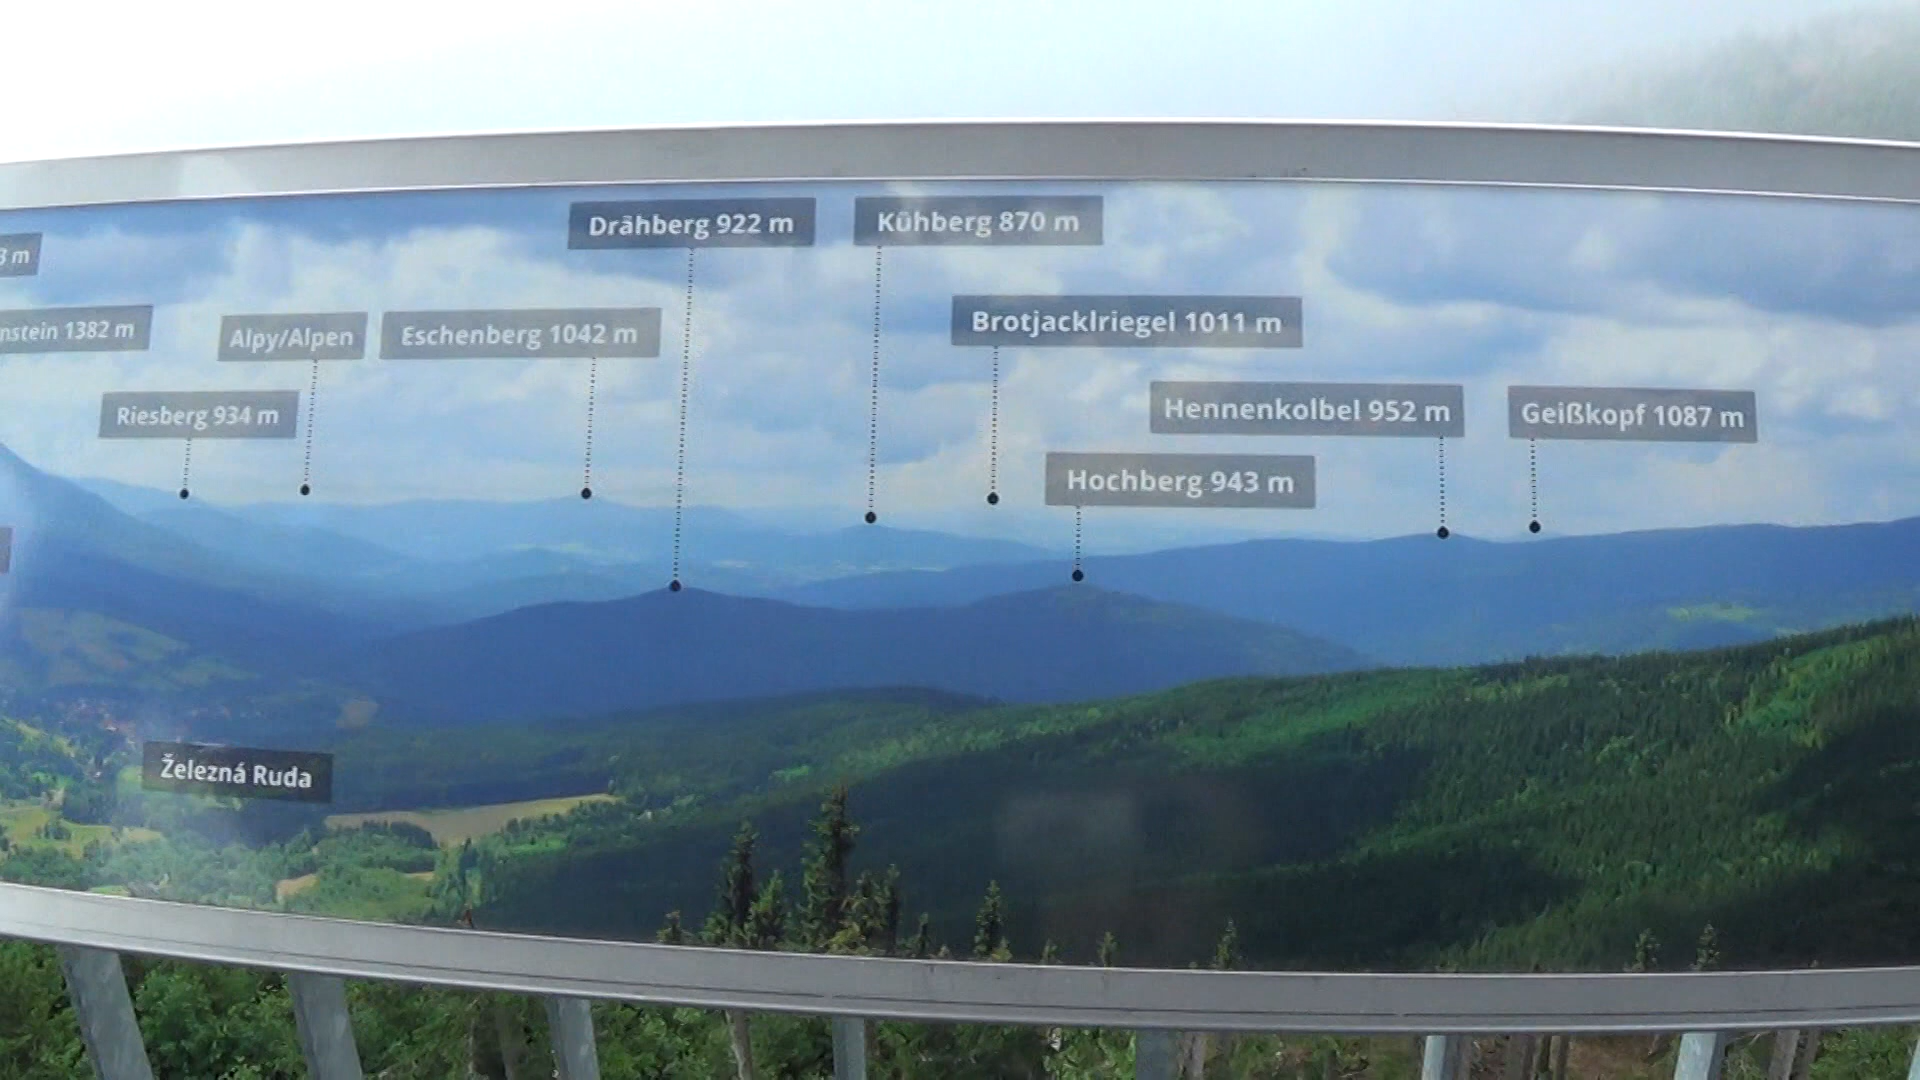 Drähberg 922 m
Kühberg 870 m
3 m
nstein 1382 m
Alpy/Alpen
Eschenberg 1042 m
Brotjacklriegel 1011 m
Riesberg 934 m
Hennenkolbel 952 m
Geißkopf 1087 m
Hochberg 943 m
Železná Ruda